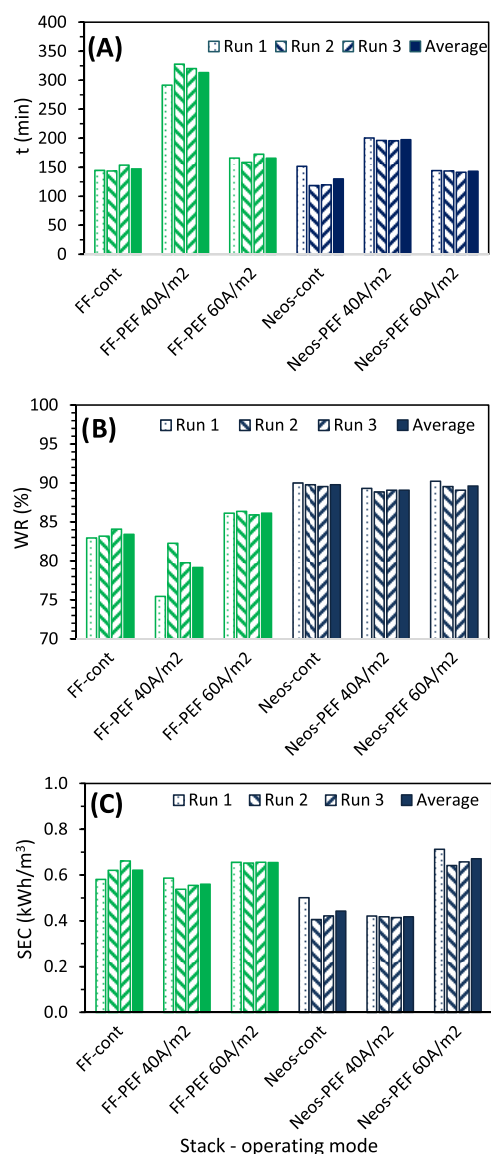 (A)
Run 1 Run 2 Run 3 Average
t (min)
400
350
300
250
200
150
100
50
0
FF-cont
FF-PEF 40A/m2
FF-PEF 60A/m2
Neos-cont
Neos-PEF 40A/m2
Neos-PEF 60A/m2
(B)
Run 1 Run 2 Run 3 Average
WR (%)
100
95
90
85
80
75
70
FF-cont
FF-PEF 40A/m2
FF-PEF 60A/m2
Neos-cont
Neos-PEF 40A/m2
Neos-PEF 60A/m2
(C)
Run 1 Run 2 Run 3 Average
SEC (kWh/m³)
1.0
0.8
0.6
0.4
0.2
0.0
FF-cont
FF-PEF 40A/m2
FF-PEF 60A/m2
Neos-cont
Neos-PEF 40A/m2
Neos-PEF 60A/m2
Stack - operating mode